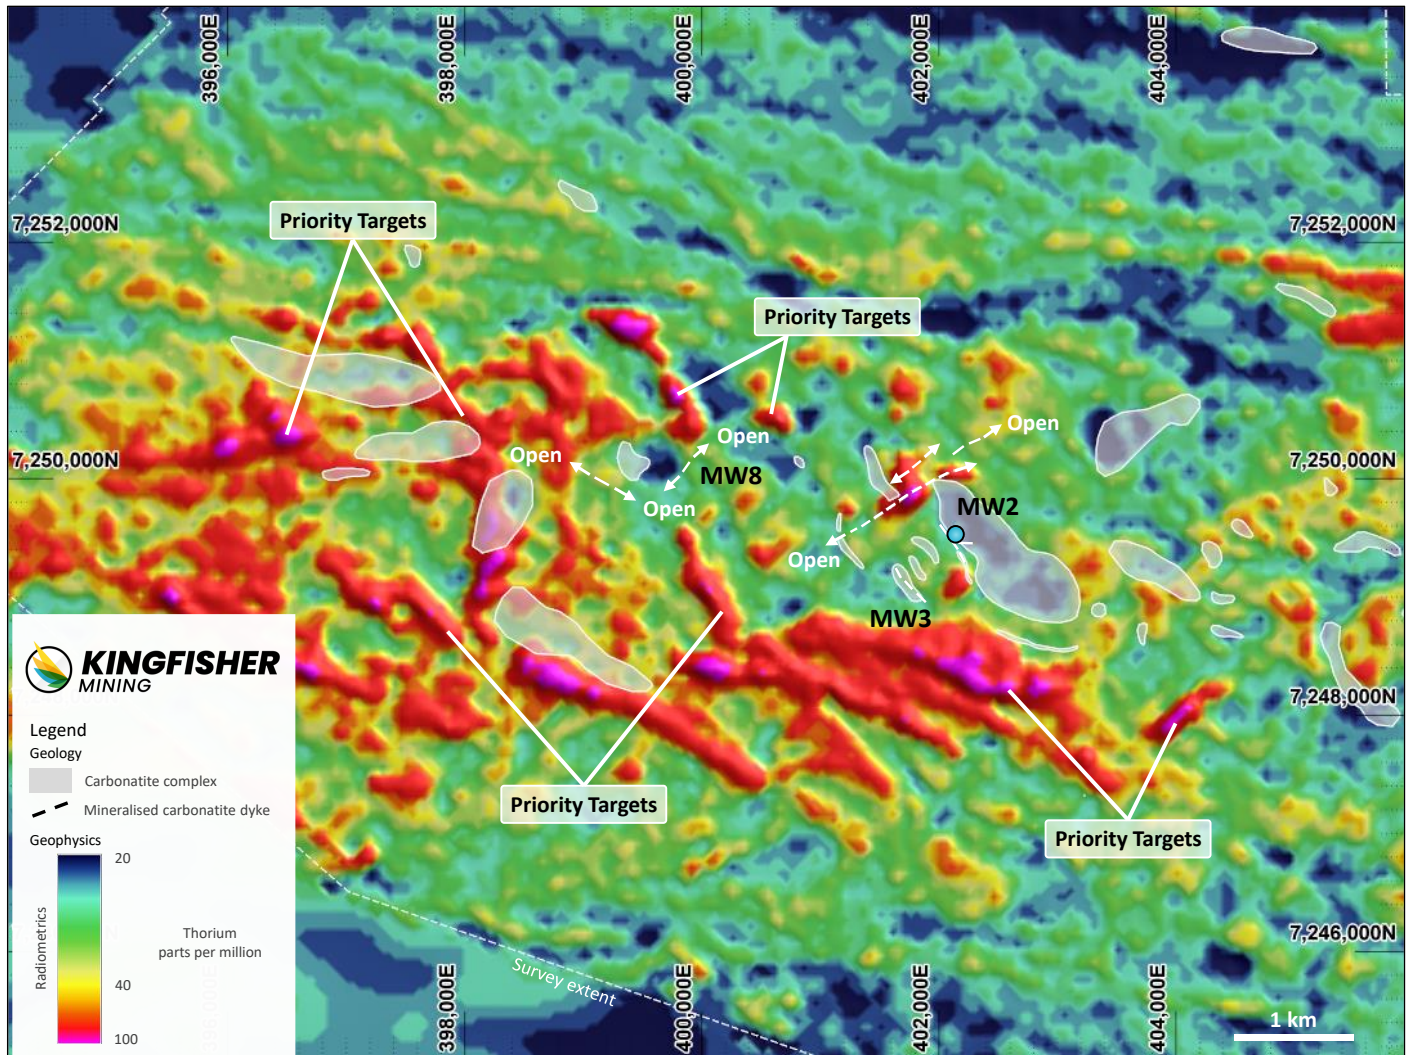 396,000E
398,000E
400,000E
402,000E
404,000E
7,252,000N
7,252,000N
Priority Targets
Priority Targets
Open
Open
Open
7,250,000N
7,250,000N
MW8
Open
MW2
Open
MW3
KINGFISHER
MINING
7,248,000N
Legend
Geology
Carbonatite complex
Mineralised carbonatite dyke
Priority Targets
Priority Targets
Geophysics
20
Radiometrics
Thorium
parts per million
40
100
7,246,000N
Survey extent
398,000E
400,000E
402,000E
404,000E
1 km